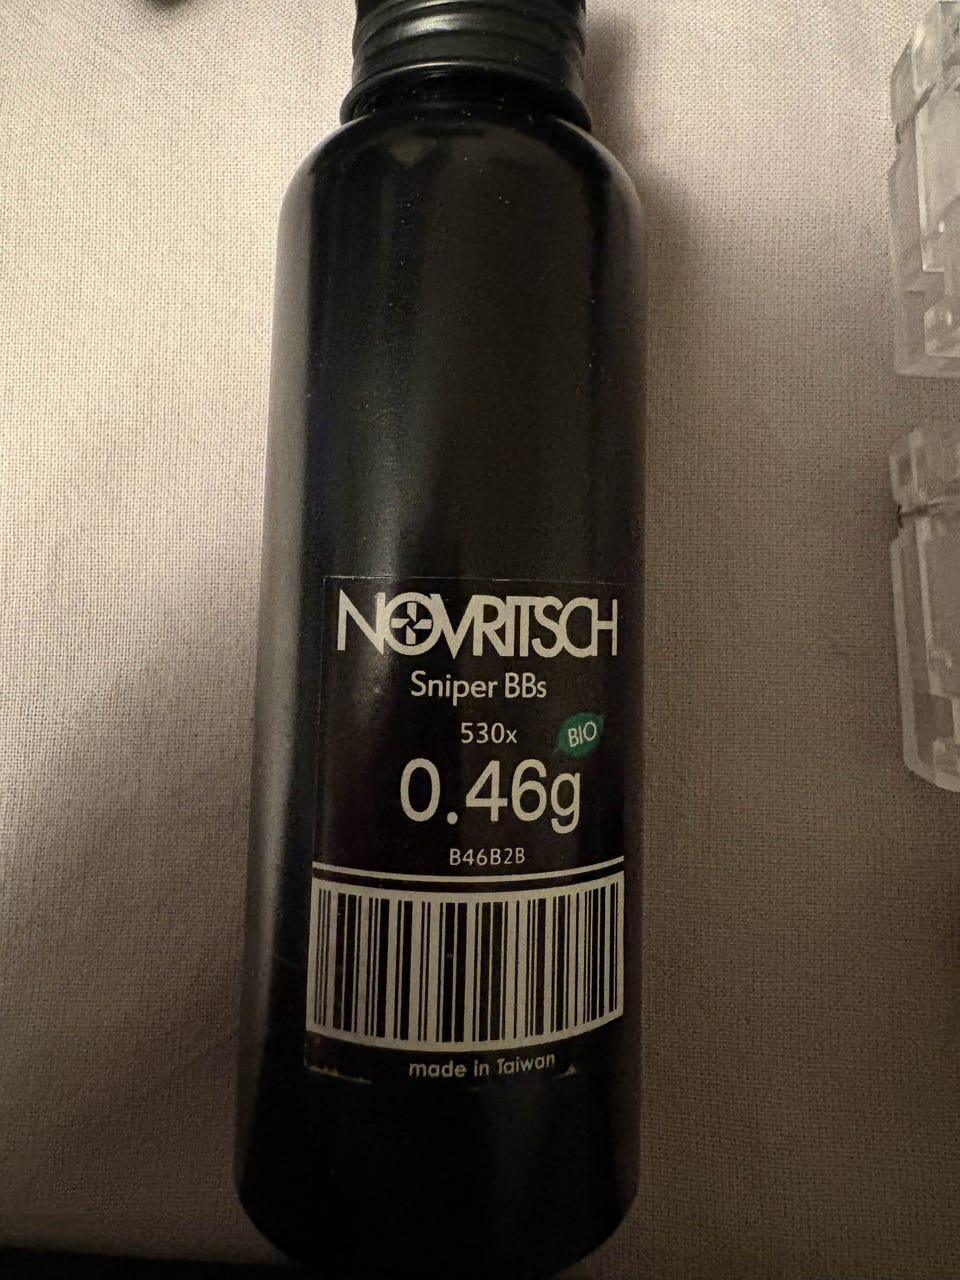 NOVRITSCH
Sniper BBs
530x
BIO
0.46g
B46B2B
made in Taiwan